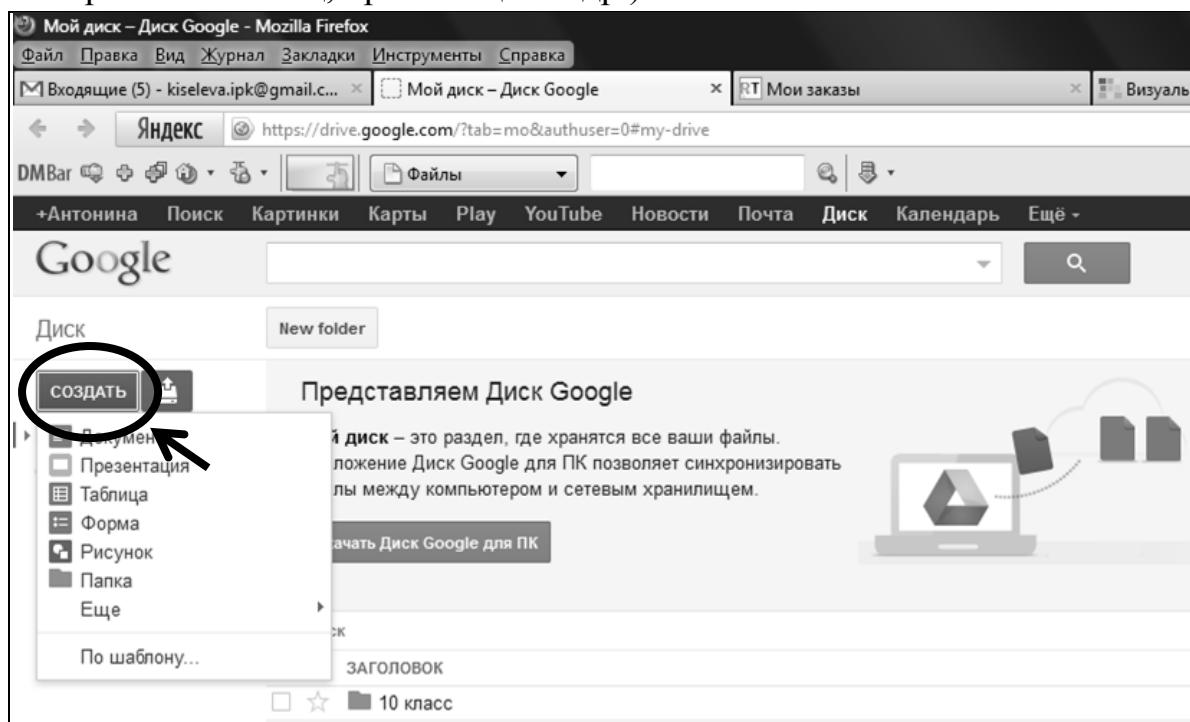 Мой диск – Диск Google - Mozilla Firefox
Файл Правка Вид Журнал Закладки Инструменты Справка
Входящие (5) - kiseleva.ipk@gmail.c... × Мой диск – Диск Google × RT Мои заказы × Визуаль
Яндекс https://drive.google.com/?tab=mo&authuser=0#my-drive
DMBar Файлы
+Антонина Поиск Картинки Карты Play YouTube Новости Почта Диск Календарь Ещё
Google
Диск New folder
СОЗДАТЬ
Представляем Диск Google
диск – это раздел, где хранятся все ваши файлы.
Диск Google для ПК позволяет синхронизировать
между компьютером и сетевым хранилищем.
Диск Google для ПК
Презентация
Таблица
Форма
Рисунок
Папка
Еще
По шаблону...
ЗАГОЛОВОК
10 класс